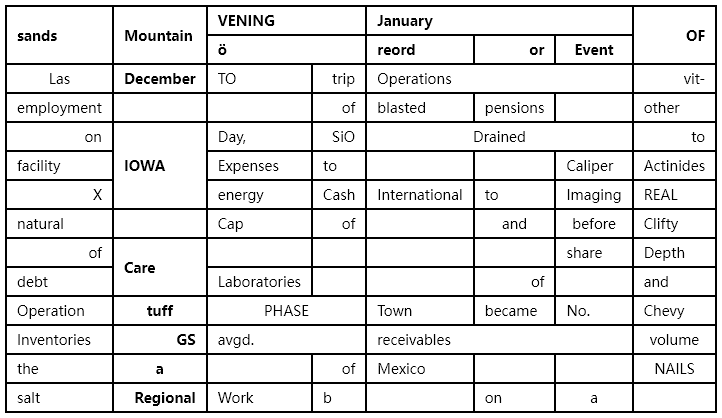 sands Mountain VENING January OF
ö reord or Event
Las December TO trip Operations vit-
employment of blasted pensions other
on IOWA Day, SiO Drained to
facility Expenses to Caliper Actinides
X energy Cash International to Imaging REAL
natural Cap of and before Clifty
of Care share Depth
debt Laboratories of and
Operation tuff PHASE Town became No. Chevy
Inventories GS avgd. receivables volume
the a of Mexico NAILS
salt Regional Work b on a